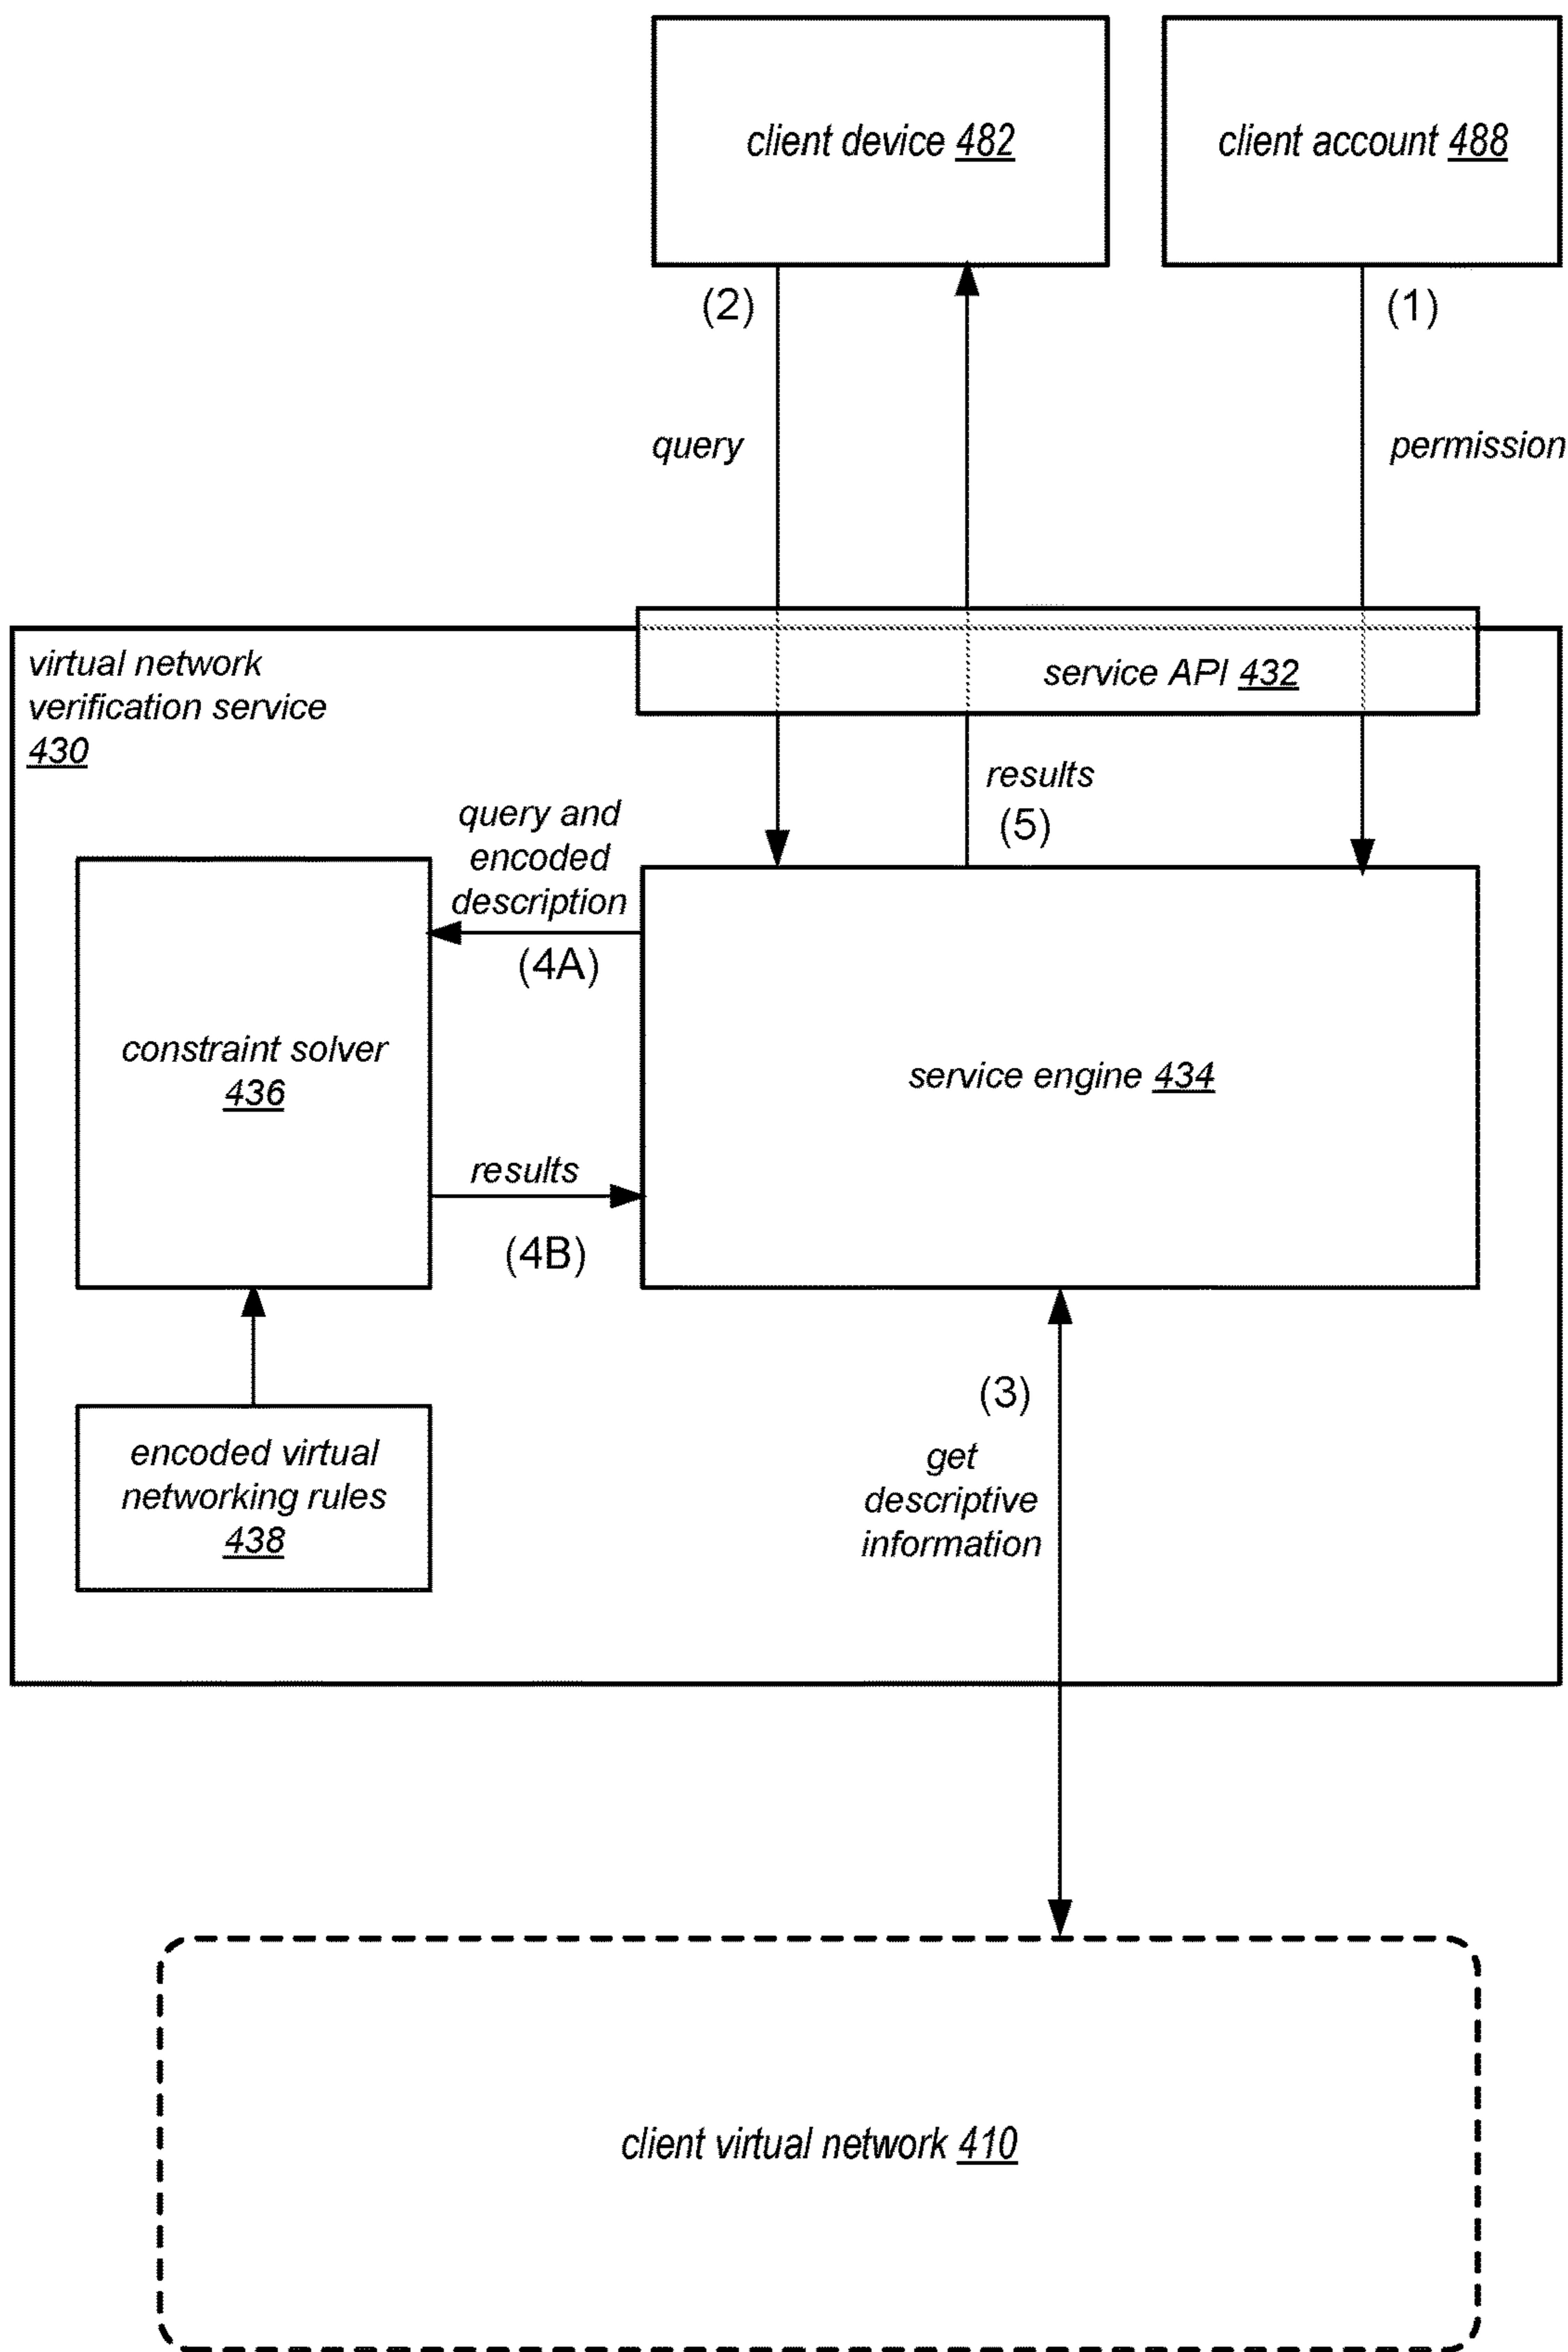 client device 482
client account 488
(2)
(1)
query
permission
virtual network
verification service
430
service API 432
results
(5)
query and
encoded
description
(4A)
constraint solver
436
service engine 434
results
(4B)
(3)
encoded virtual
networking rules
438
get
descriptive
information
client virtual network 410